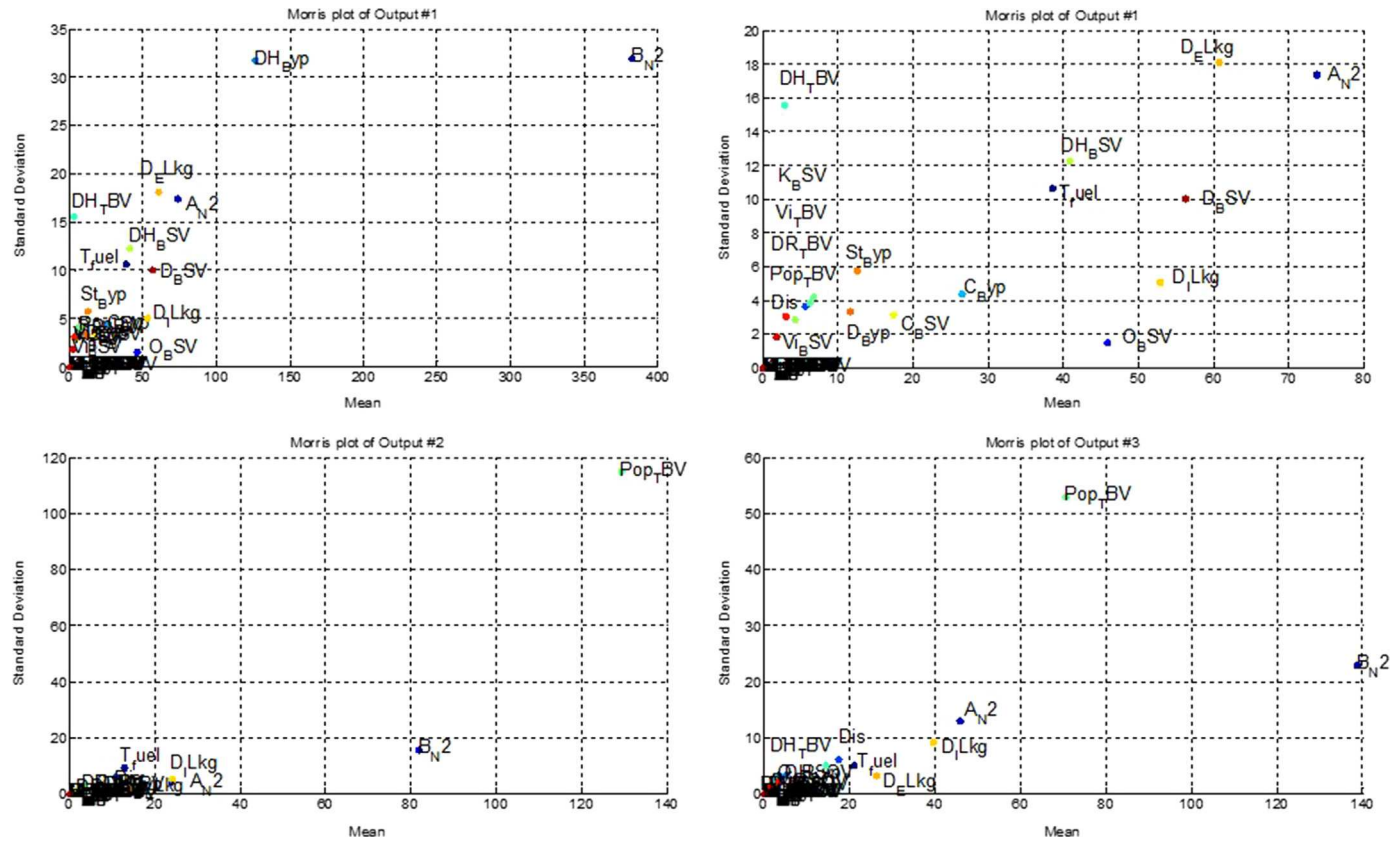 Morris plot of Output #1
35
30
25
20
15
10
5
0
Standard Deviation
DH_Byp
B_N2
D_ELkg
A_N2
DH_TBV
DH_BSV
T_fuel
D_BSV
St_Byp
D_ILkg
O_BSV
0 50 100 150 200 250 300 350 400
Mean
Morris plot of Output #1
20
18
16
14
12
10
8
6
4
2
0
Standard Deviation
D_ELkg
A_N2
DH_TBV
DH_BSV
K_BSV
T_fuel
D_BSV
Vi_TBV
DR_TBV
St_Byp
Pop_TBV
C_Byp
D_ILkg
Dis
D_Byp
C_BSV
O_BSV
Vi_BSV
0 10 20 30 40 50 60 70 80
Mean
Morris plot of Output #2
120
100
80
60
40
20
0
Standard Deviation
Pop_TBV
B_N2
T_fuel
D_ILkg
A_N2
0 20 40 60 80 100 120 140
Mean
Morris plot of Output #3
60
50
40
30
20
10
0
Standard Deviation
Pop_TBV
B_N2
A_N2
Dis
DH_TBV
D_ILkg
T_fuel
D_ELkg
0 20 40 60 80 100 120 140
Mean